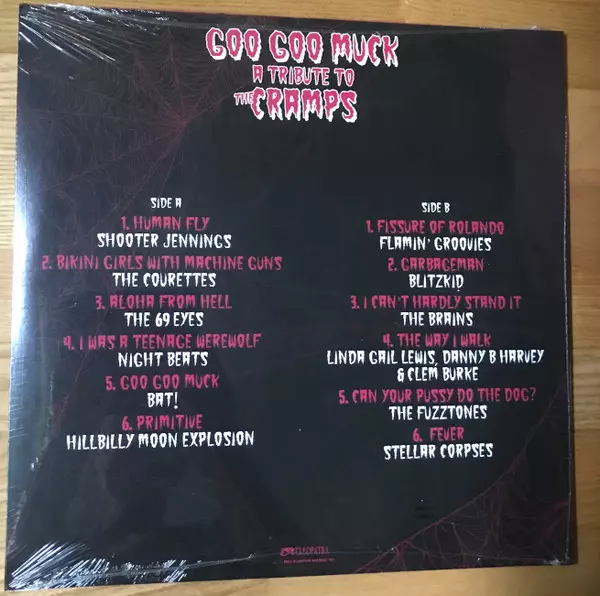 GOO GOO MUCK
A TRIBUTE TO
THE CRAMPS
SIDE A
1. HUMAN FLY
SHOOTER JENNINGS
2. BIKINI GIRLS WITH MACHINE GUNS
THE COURETTES
3. ALOHA FROM HELL
THE 69 EYES
4. I WAS A TEENAGE WEREWOLF
NIGHT BEATS
5. GOO GOO MUCK
BAT!
6. PRIMITIVE
HILLBILLY MOON EXPLOSION
SIDE B
1. FISSURE OF ROLANDO
FLAMIN' GROOVIES
2. GARBAGEMAN
BLITZKID
3. I CAN'T HARDLY STAND IT
THE BRAINS
4. THE WAY I WALK
LINDA GAIL LEWIS, DANNY B HARVEY
& CLEM BURKE
5. CAN YOUR PUSSY DO THE DOG?
THE FUZZTONES
6. FEVER
STELLAR CORPSES
CLEOPATRA